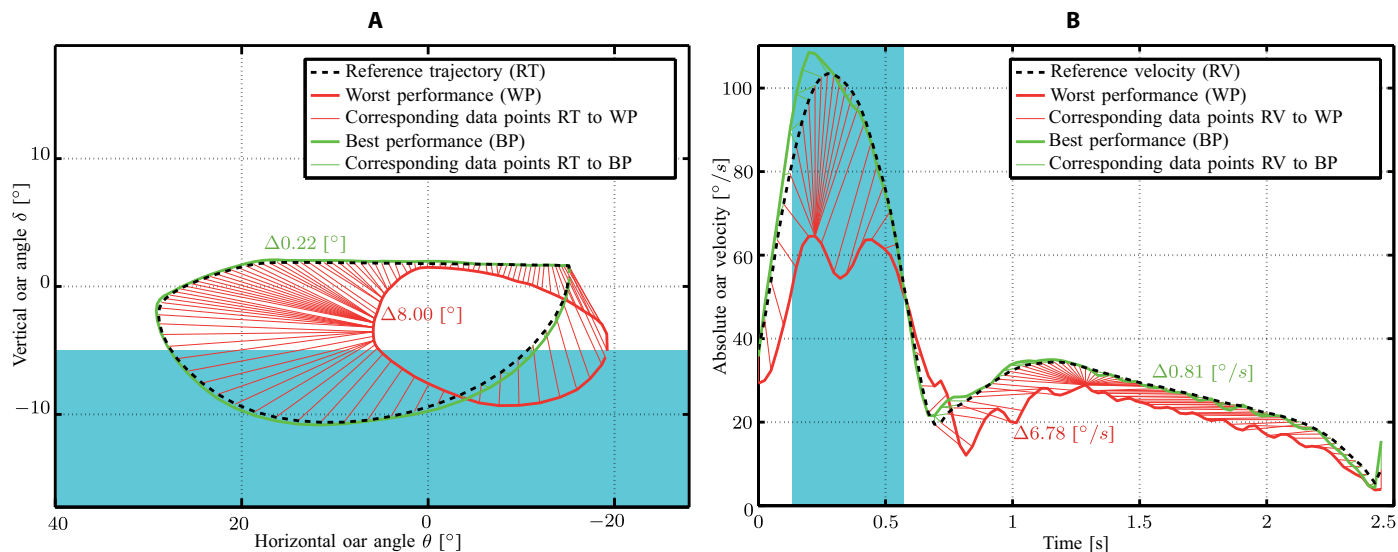 A
Reference trajectory (RT)
Worst performance (WP)
Corresponding data points RT to WP
Best performance (BP)
Corresponding data points RT to BP
Δ0.22 [°]
Δ8.00 [°]
10
0
−10
Vertical oar angle δ [°]
40
20
0
−20
Horizontal oar angle θ [°]
B
Reference velocity (RV)
Worst performance (WP)
Corresponding data points RV to WP
Best performance (BP)
Corresponding data points RV to BP
Δ0.81 [°/s]
Δ6.78 [°/s]
100
80
60
40
20
0
Absolute oar velocity [°/s]
0
0.5
1
1.5
2
2.5
Time [s]